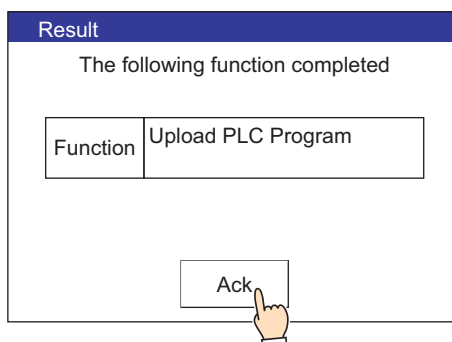 Result
The following function completed
Function
Upload PLC Program
Ack